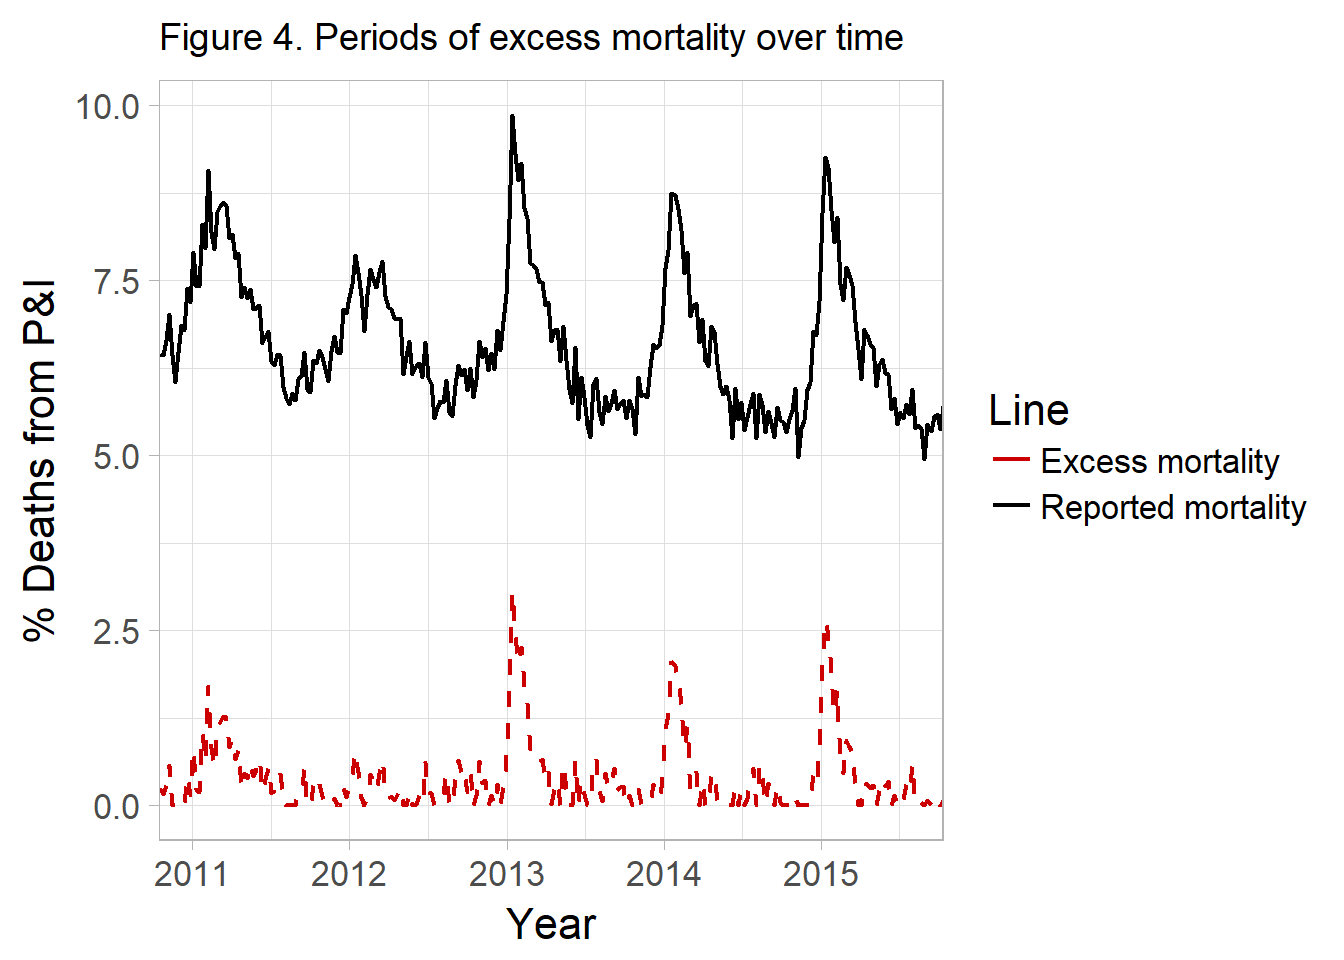 Figure 4. Periods of excess mortality over time
10.0
7.5
5.0
2.5
0.0
% Deaths from P&I
2011 2012 2013 2014 2015
Year
Line
Excess mortality
Reported mortality